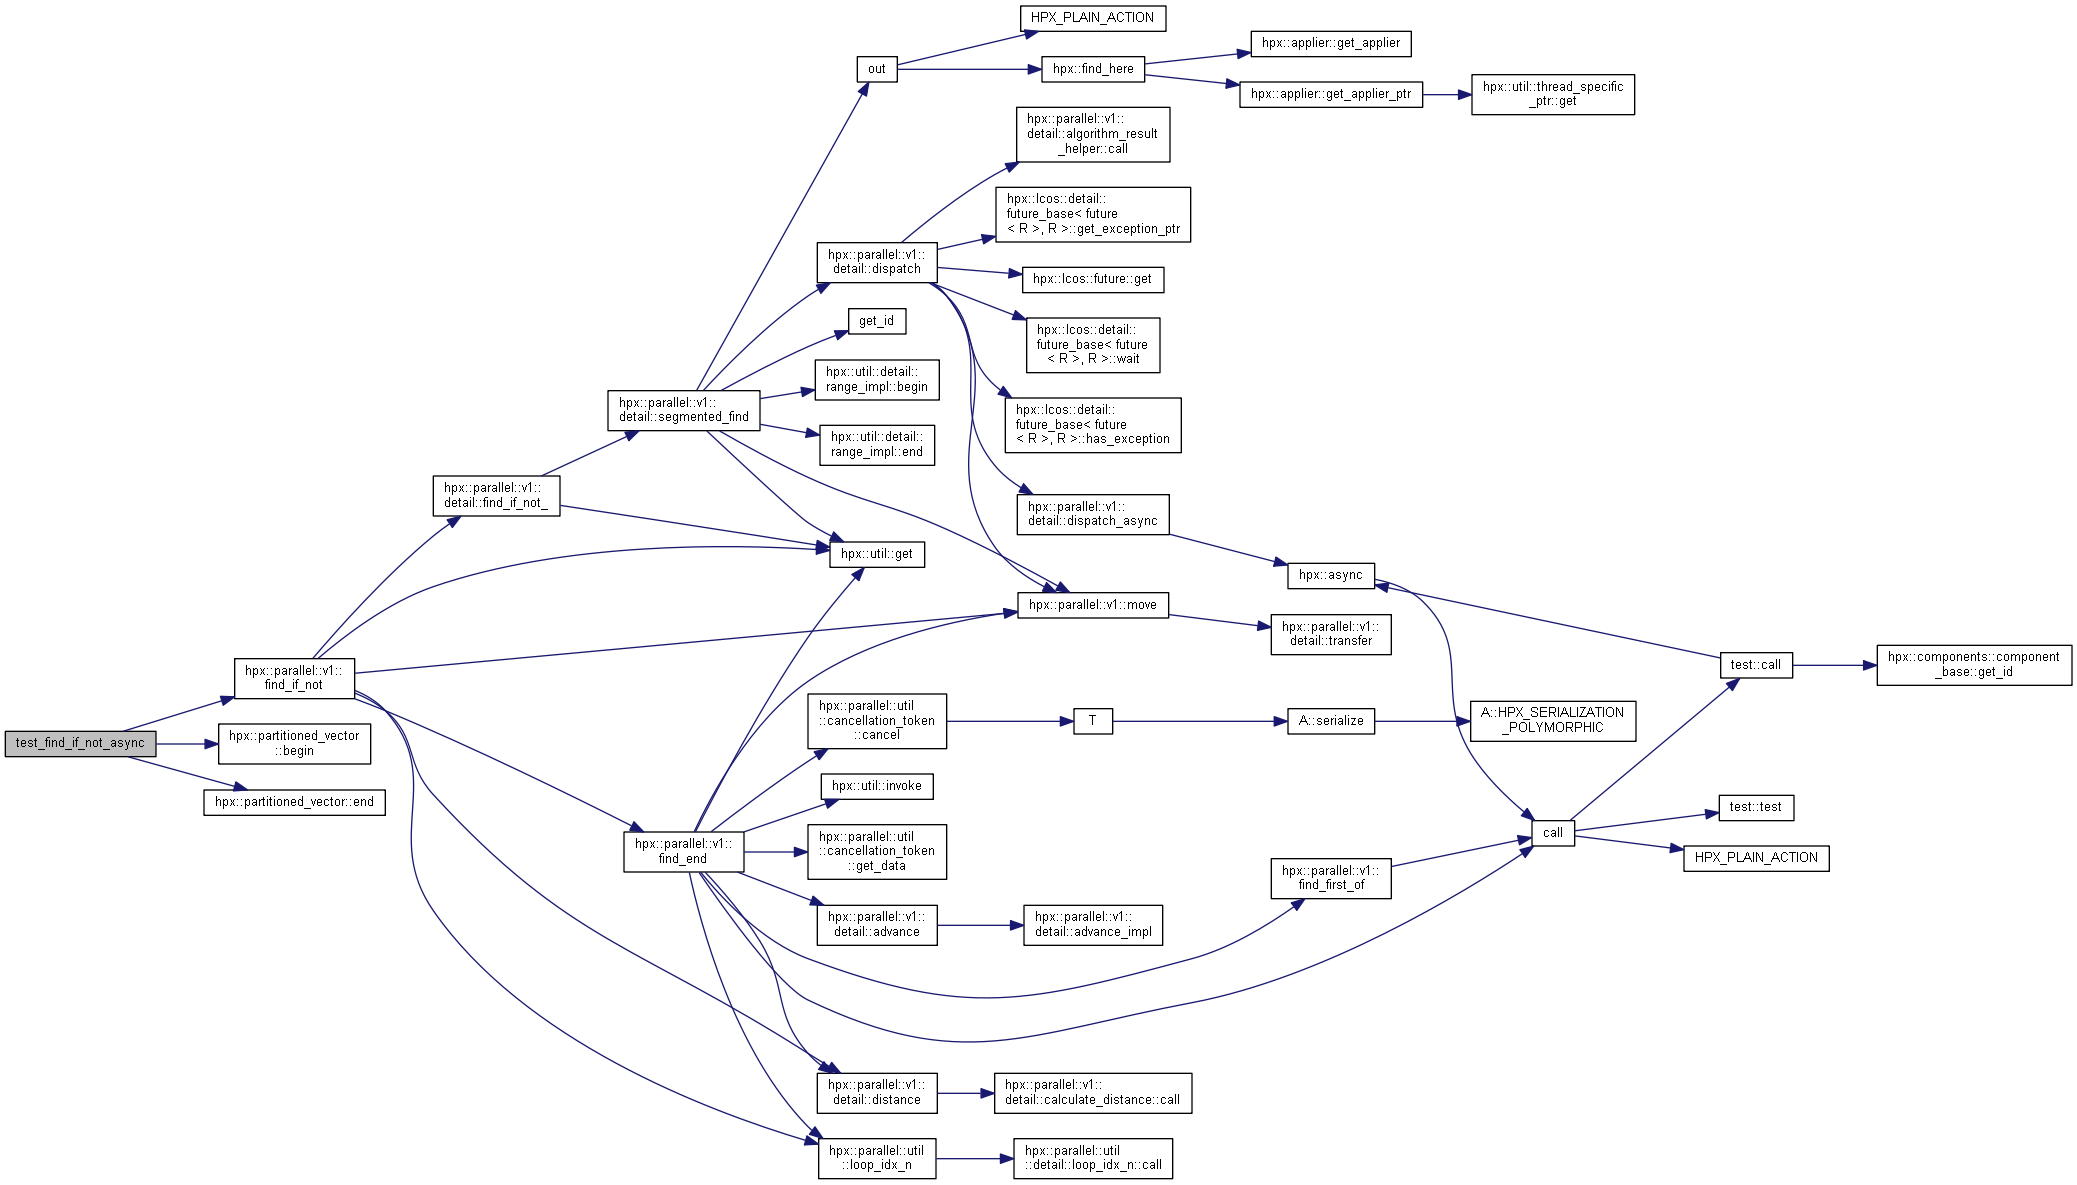 HPX_PLAIN_ACTION
hpx::applier::get_applier
out
hpx::find_here
hpx::applier::get_applier_ptr
hpx::util::thread_specific
_ptr::get
hpx::parallel::v1::
detail::algorithm_result
_helper::call
hpx::lcos::detail::
future_base< future
< R >, R >::get_exception_ptr
hpx::parallel::v1::
detail::dispatch
hpx::lcos::future::get
get_id
hpx::lcos::detail::
future_base< future
< R >, R >::wait
hpx::util::detail::
range_impl::begin
hpx::parallel::v1::
detail::segmented_find
hpx::lcos::detail::
future_base< future
< R >, R >::has_exception
hpx::util::detail::
range_impl::end
hpx::parallel::v1::
detail::find_if_not_
hpx::parallel::v1::
detail::dispatch_async
hpx::util::get
hpx::async
hpx::parallel::v1::move
hpx::parallel::v1::
detail::transfer
hpx::parallel::v1::
find_if_not
test::call
hpx::components::component
_base::get_id
hpx::parallel::util
::cancellation_token
::cancel
T
A::serialize
A::HPX_SERIALIZATION
_POLYMORPHIC
test_find_if_not_async
hpx::partitioned_vector
::begin
hpx::util::invoke
hpx::partitioned_vector::end
test::test
call
hpx::parallel::v1::
find_end
hpx::parallel::util
::cancellation_token
::get_data
HPX_PLAIN_ACTION
hpx::parallel::v1::
find_first_of
hpx::parallel::v1::
detail::advance
hpx::parallel::v1::
detail::advance_impl
hpx::parallel::v1::
detail::distance
hpx::parallel::v1::
detail::calculate_distance::call
hpx::parallel::util
::loop_idx_n
hpx::parallel::util
::detail::loop_idx_n::call